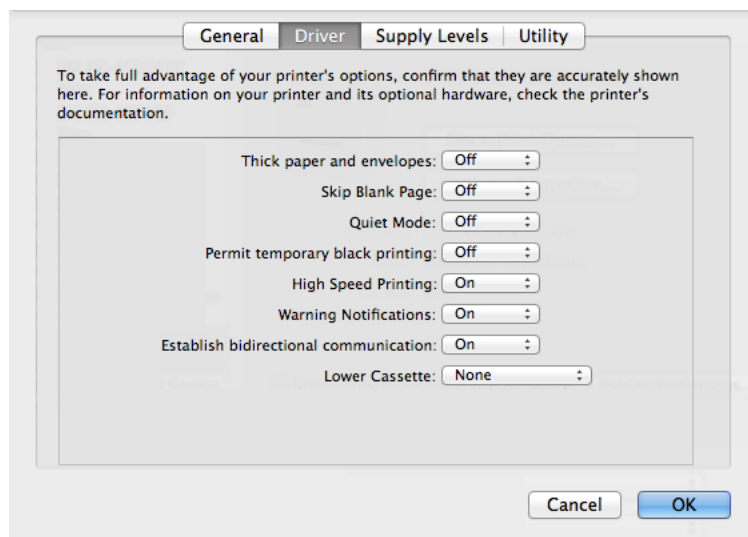 General Driver Supply Levels Utility
To take full advantage of your printer's options, confirm that they are accurately shown
here. For information on your printer and its optional hardware, check the printer's
documentation.
Thick paper and envelopes: Off
Skip Blank Page: Off
Quiet Mode: Off
Permit temporary black printing: Off
High Speed Printing: On
Warning Notifications: On
Establish bidirectional communication: On
Lower Cassette: None
Cancel OK